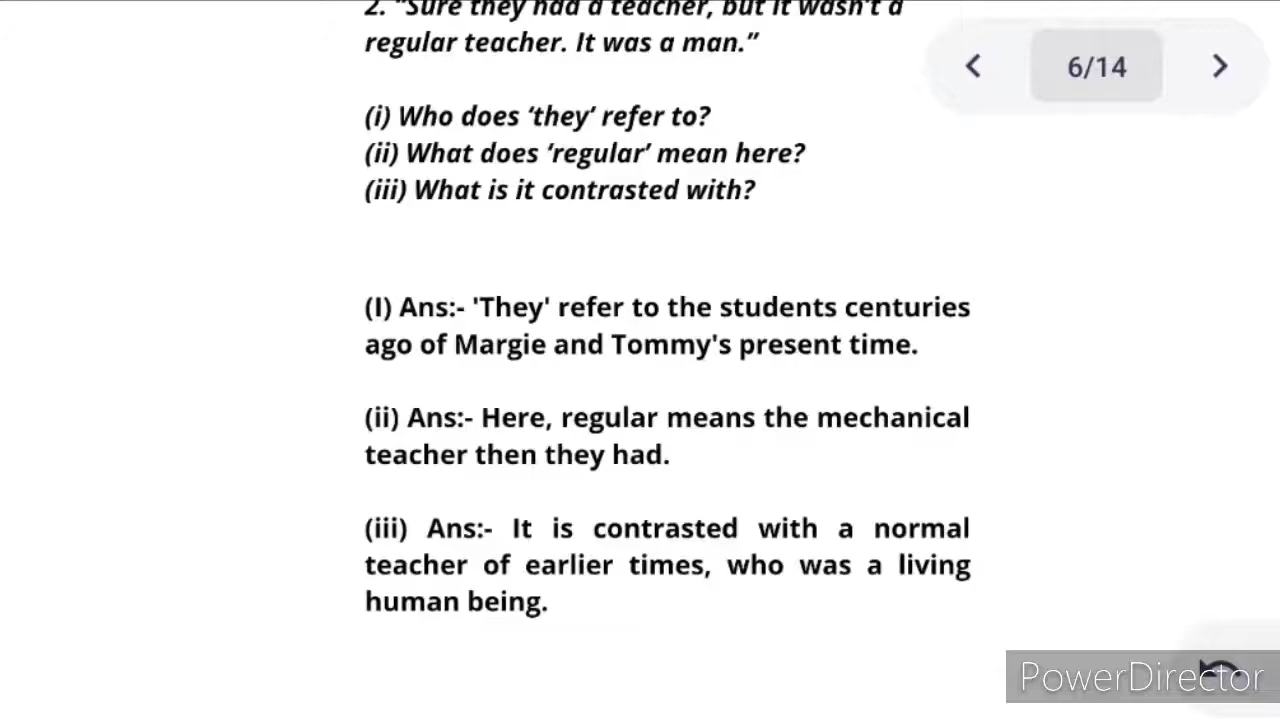 2. "Sure they had a teacher, but it wasn't a
regular teacher. It was a man.”
6/14
(i) Who does ‘they’ refer to?
(ii) What does ‘regular’ mean here?
(iii) What is it contrasted with?
(I) Ans:- 'They' refer to the students centuries
ago of Margie and Tommy's present time.
(ii) Ans:- Here, regular means the mechanical
teacher then they had.
(iii) Ans:- It is contrasted with a normal
teacher of earlier times, who was a living
human being.
PowerDirector